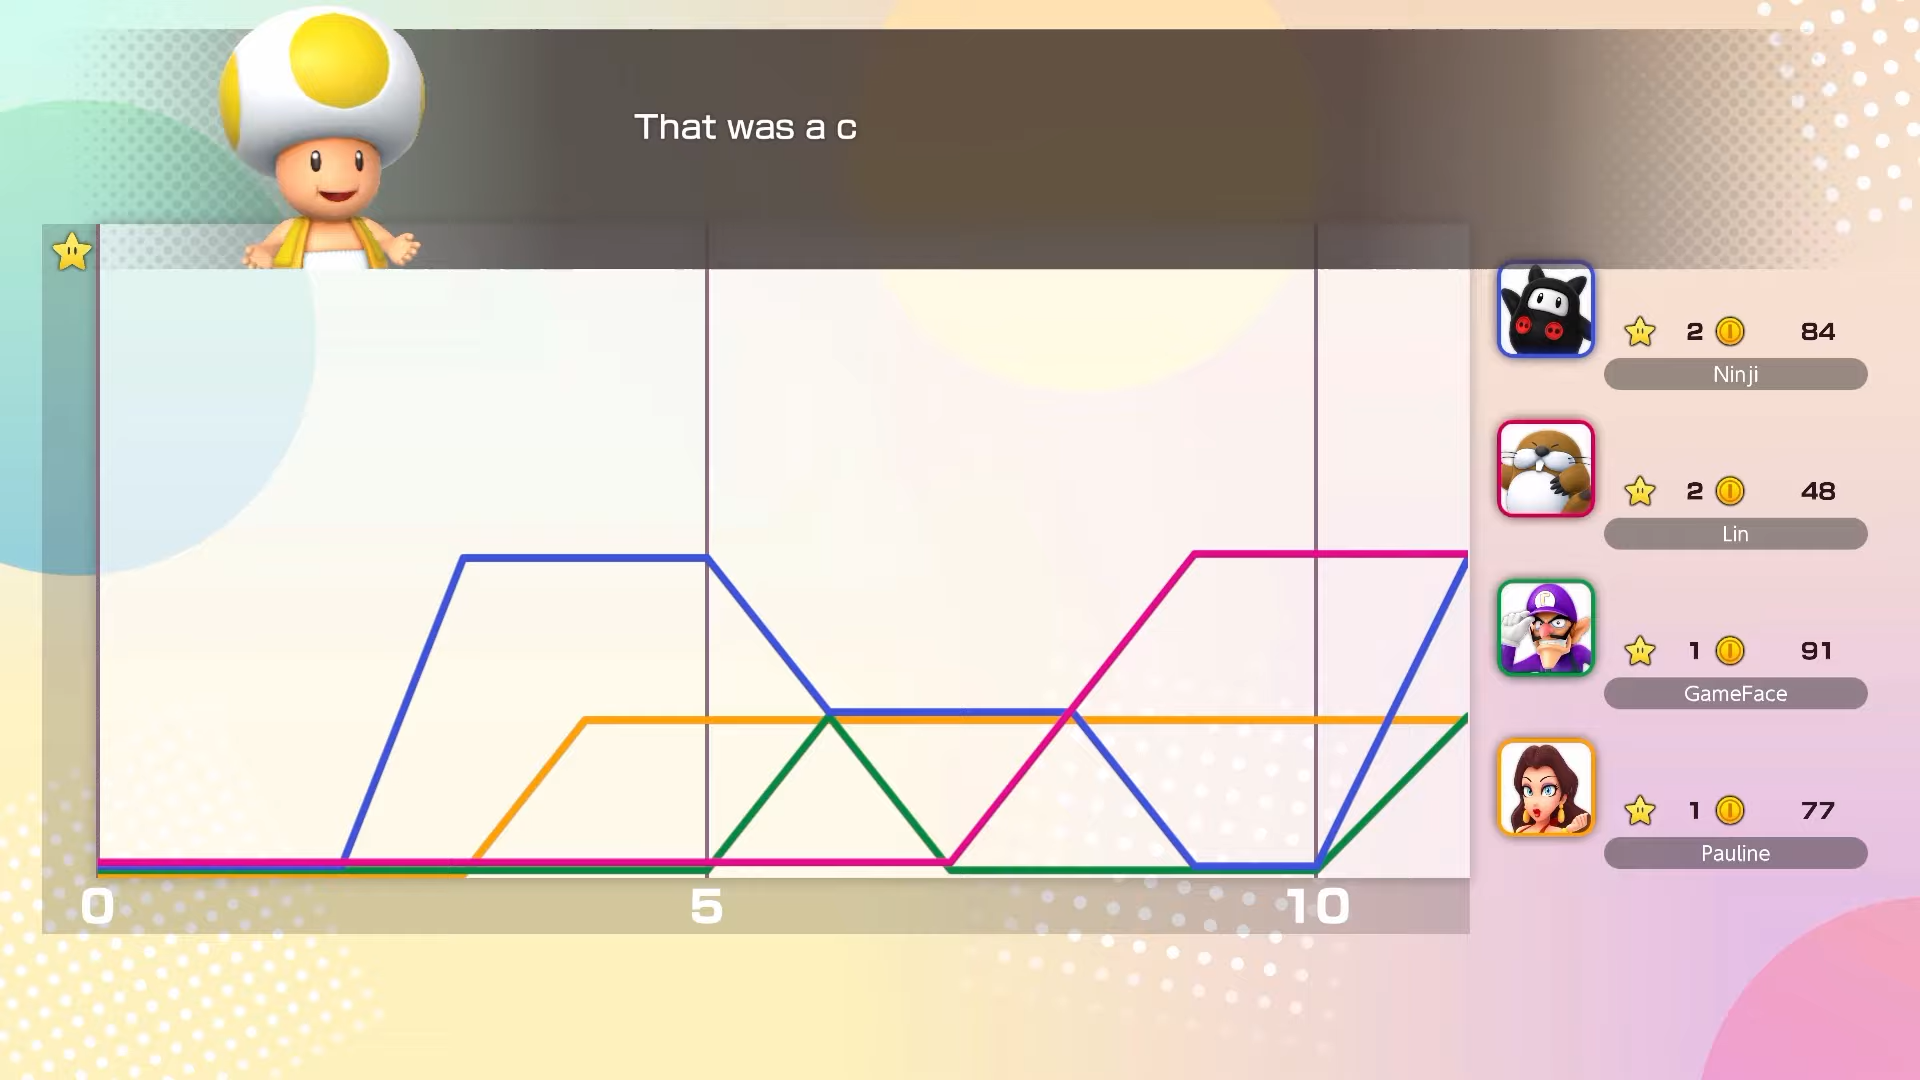 That was a c
2 84
Ninji
2 48
Lin
1 91
GameFace
1 77
Pauline
0 5 10